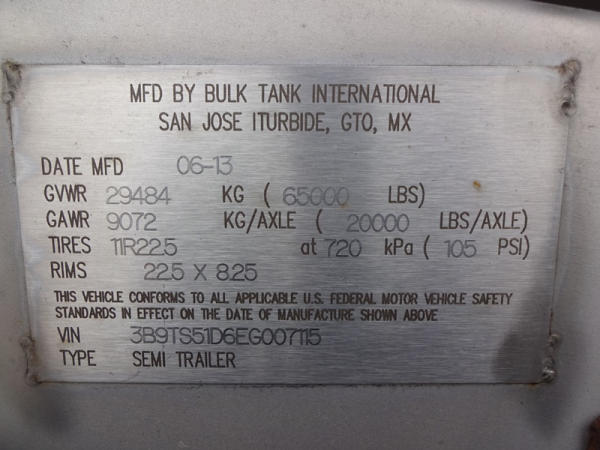 MFD BY BULK TANK INTERNATIONAL
SAN JOSE ITURBIDE, GTO, MX
DATE MFD 06-13
GVWR 29484 KG ( 65000 LBS)
GAWR 9072 KG/AXLE ( 20000 LBS/AXLE)
TIRES 11R22.5 at 720 kPa ( 105 PSI)
RIMS 22.5 X 8.25
THIS VEHICLE CONFORMS TO ALL APPLICABLE U.S. FEDERAL MOTOR VEHICLE SAFETY
STANDARDS IN EFFECT ON THE DATE OF MANUFACTURE SHOWN ABOVE
VIN 3B9TS51D6EG007115
TYPE SEMI TRAILER